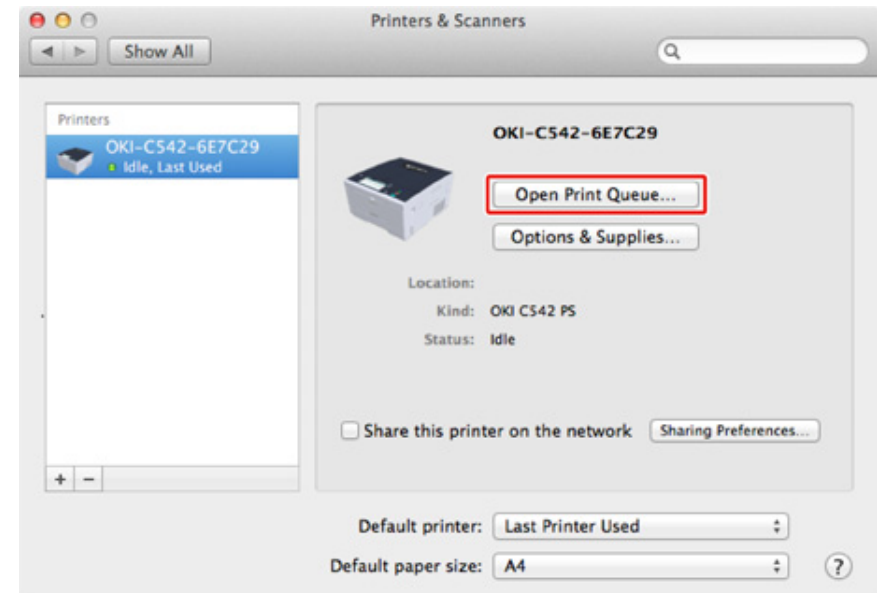 Printers & Scanners
Show All
Printers
OKI-C542-6E7C29
Idle, Last Used
OKI-C542-6E7C29
Open Print Queue...
Options & Supplies...
Location:
Kind: OKI C542 PS
Status: Idle
Share this printer on the network Sharing Preferences...
+ −
Default printer: Last Printer Used
Default paper size: A4 ?